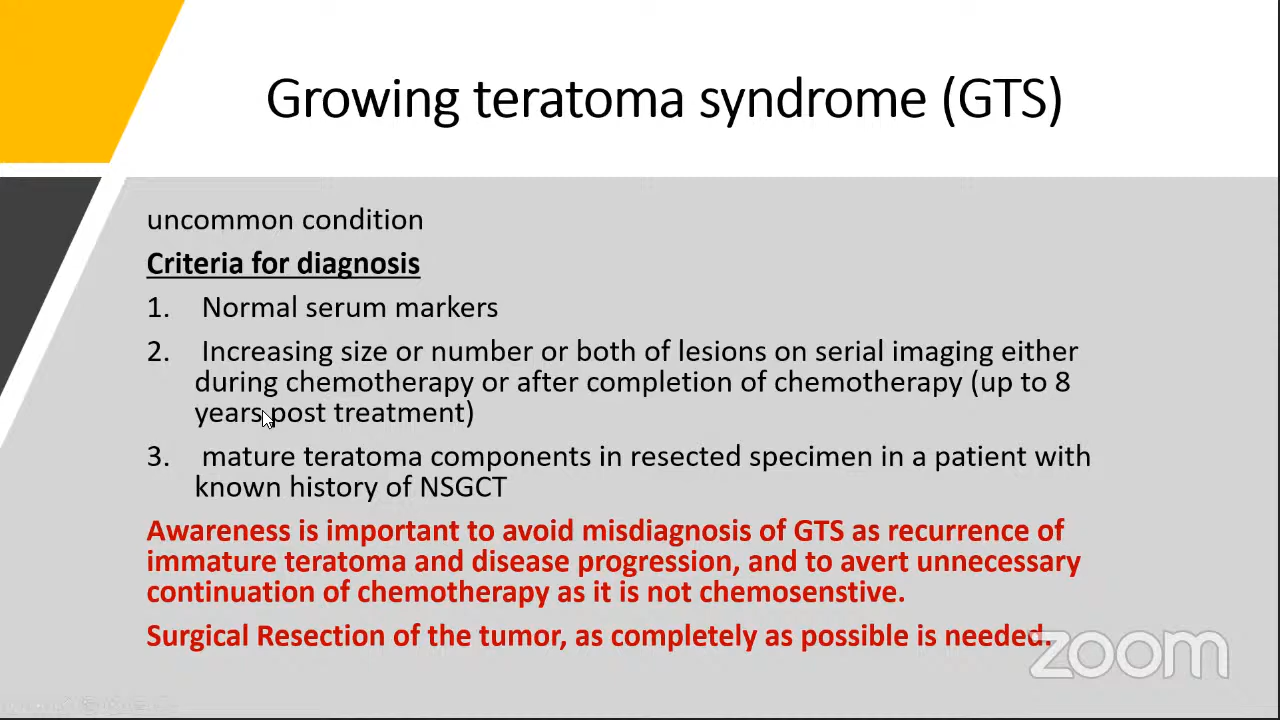 Growing teratoma syndrome (GTS)
uncommon condition
Criteria for diagnosis
1. Normal serum markers
2. Increasing size or number or both of lesions on serial imaging either
during chemotherapy or after completion of chemotherapy (up to 8
years post treatment)
3. mature teratoma components in resected specimen in a patient with
known history of NSGCT
Awareness is important to avoid misdiagnosis of GTS as recurrence of
immature teratoma and disease progression, and to avert unnecessary
continuation of chemotherapy as it is not chemosenstive.
Surgical Resection of the tumor, as completely as possible is needed.
zoom